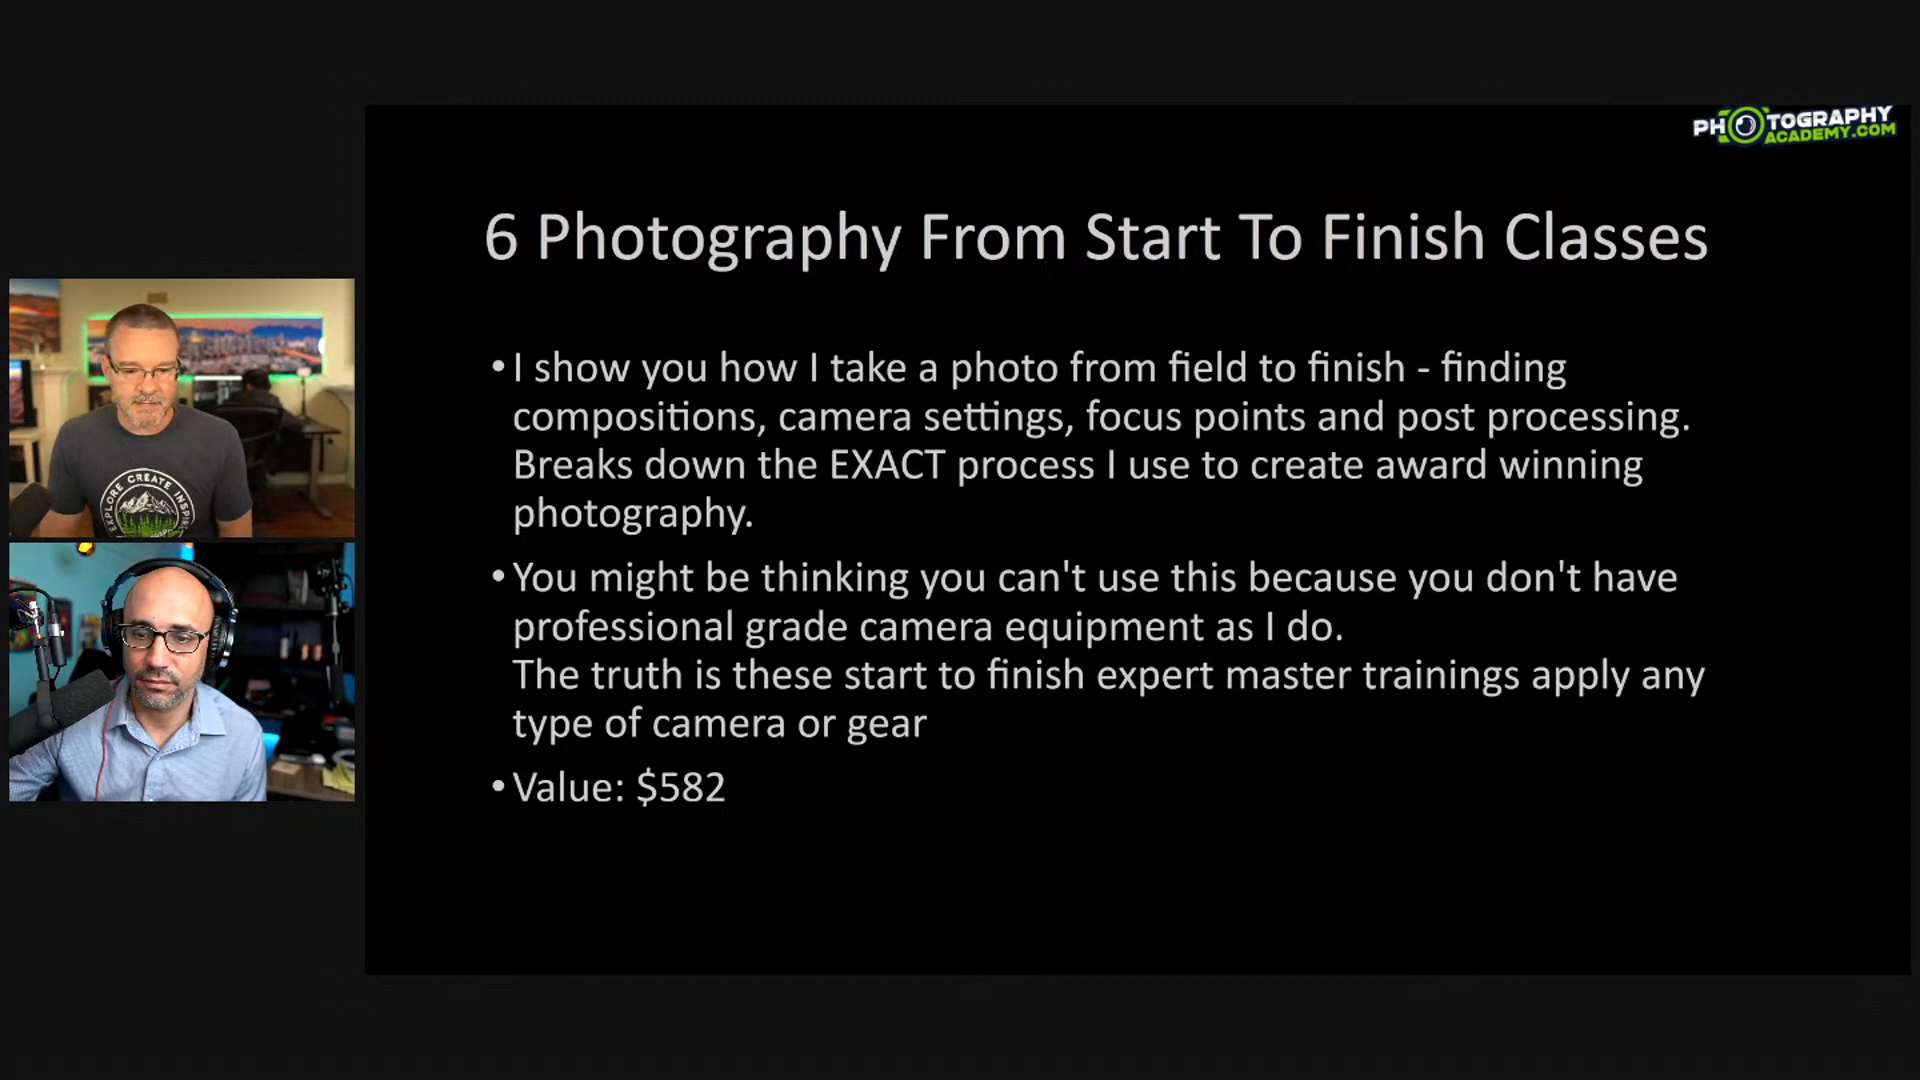 PHOTOGRAPHY
ACADEMY.COM
6 Photography From Start To Finish Classes
•I show you how I take a photo from field to finish - finding
compositions, camera settings, focus points and post processing.
Breaks down the EXACT process I use to create award winning
photography.
•You might be thinking you can't use this because you don't have
professional grade camera equipment as I do.
The truth is these start to finish expert master trainings apply any
type of camera or gear
•Value: $582
EXPLORE CREATE INSPIRE